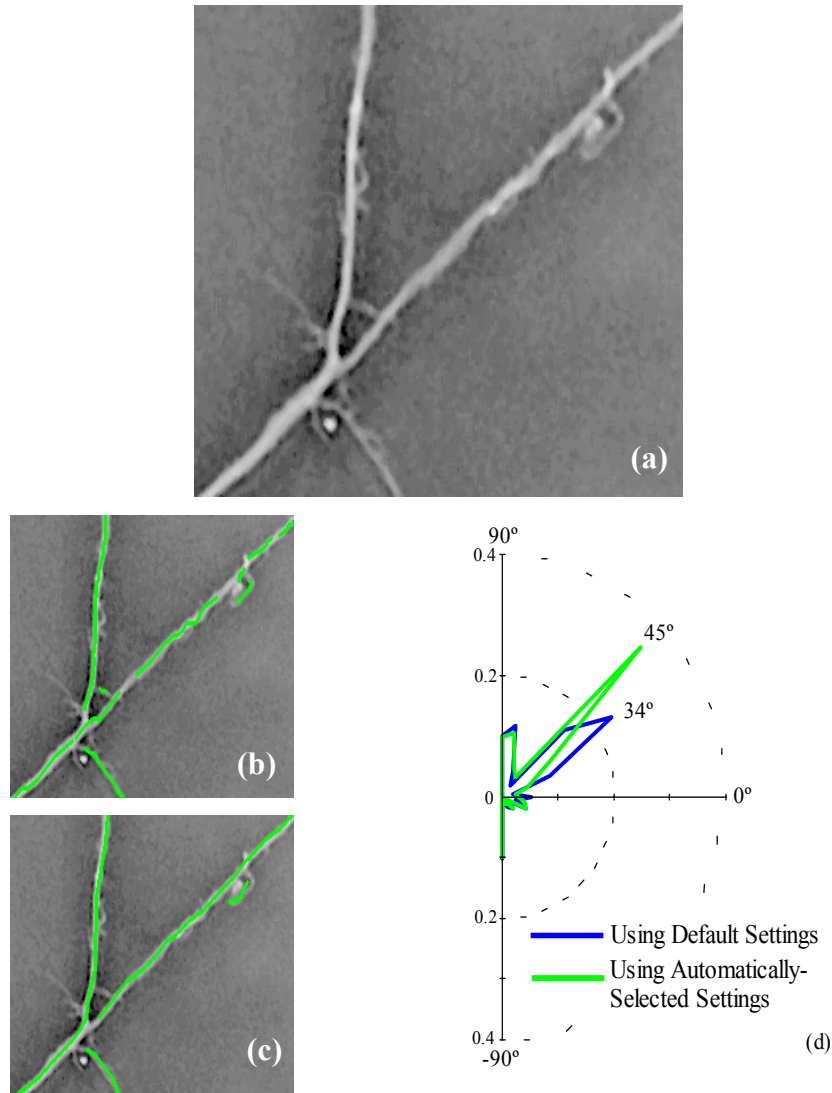 (a)
(b)
(c)
90º
0.4
45º
0.2
34º
0
0º
0.2
Using Default Settings
Using Automatically-
Selected Settings
0.4
-90º
(d)